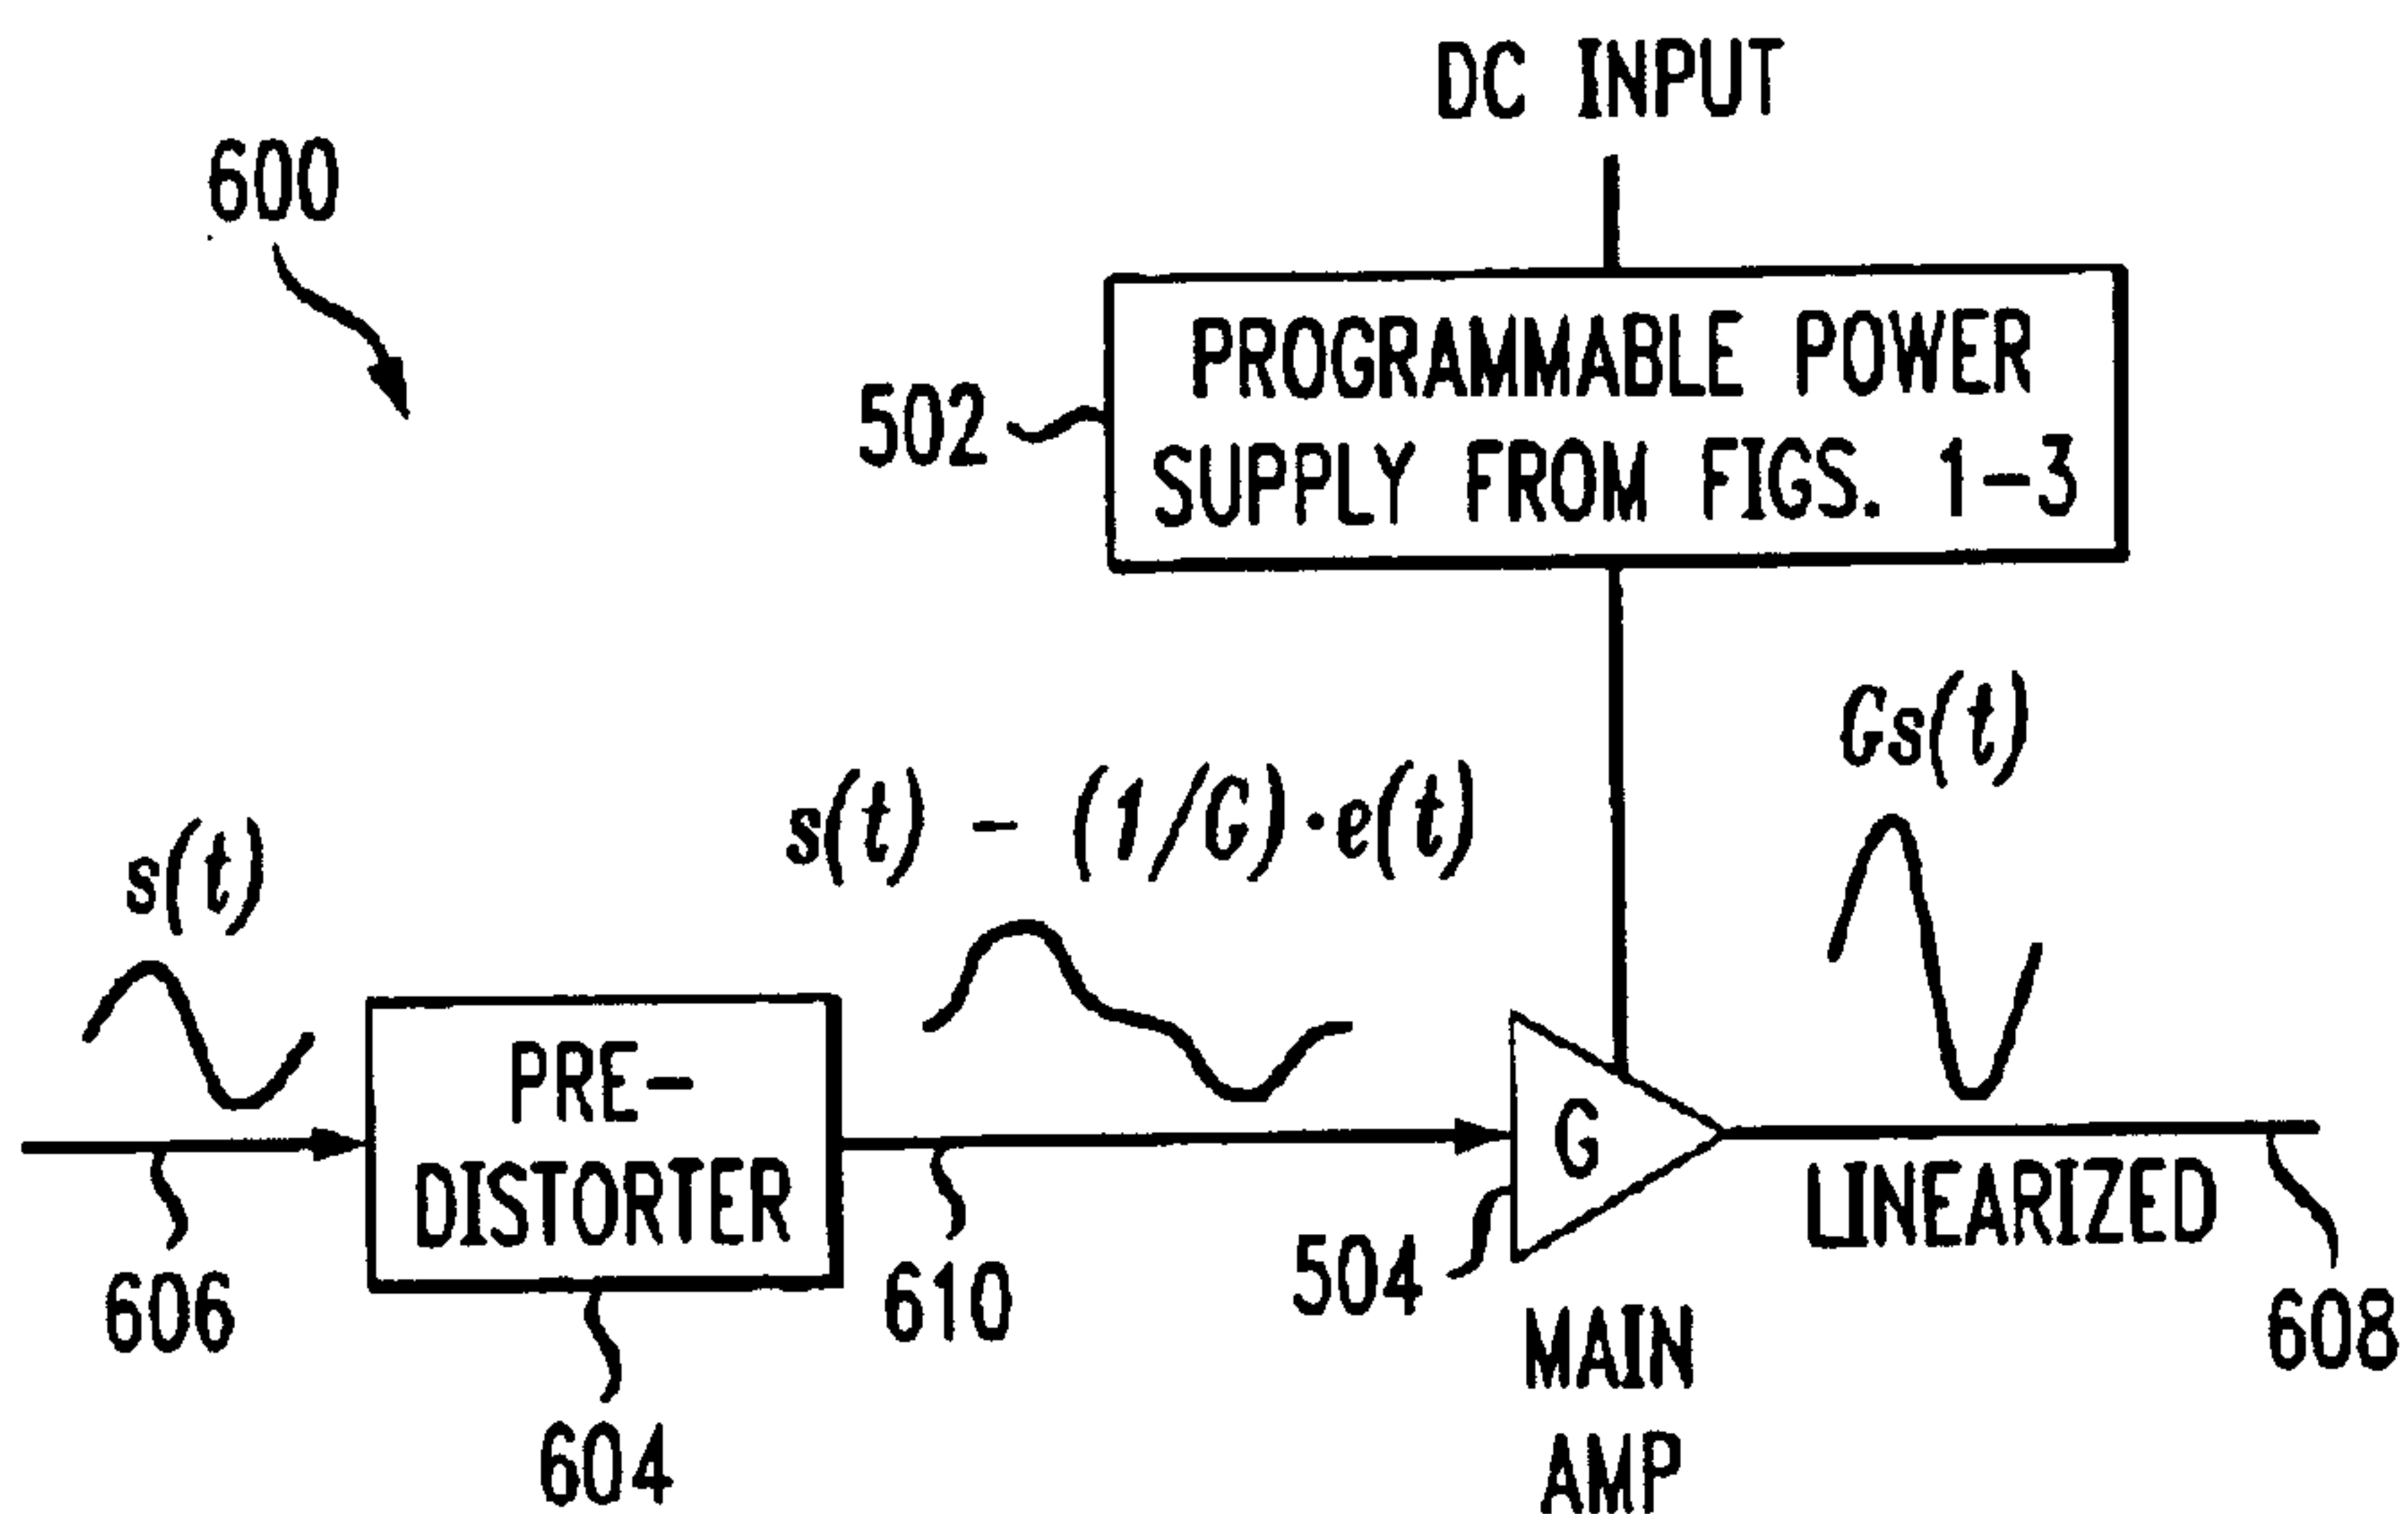 DC INPUT
600
PROGRAMMABLE POWER
SUPPLY FROM FIGS. 1-3
502
Gs(t)
s(t) - (1/G)·e(t)
s(t)
PRE-
DISTORTER
G
LINEARIZED
606
610
504
608
604
MAIN
AMP